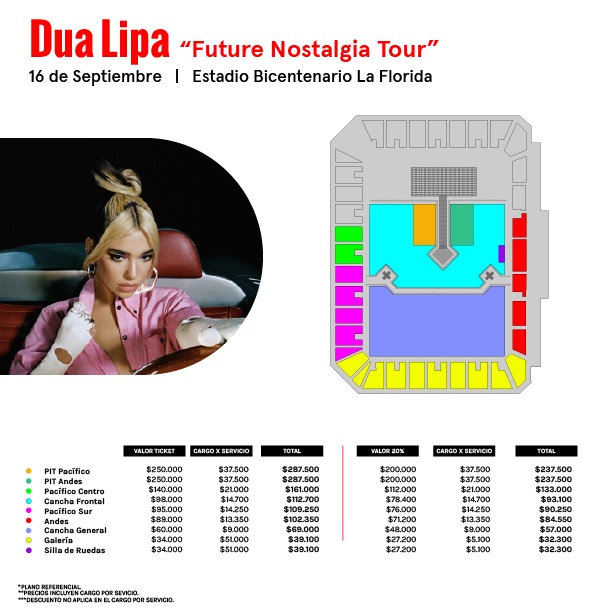 Dua Lipa "Future Nostalgia Tour"
16 de Septiembre | Estadio Bicentenario La Florida
VALOR TICKET CARGO X SERVICIO TOTAL VALOR 20% CARGO X SERVICIO TOTAL
PIT Pacífico $250.000 $37.500 $287.500 $200.000 $37.500 $237.500
PIT Andes $250.000 $37.500 $287.500 $200.000 $37.500 $237.500
Pacífico Centro $140.000 $21.000 $161.000 $112.000 $21.000 $133.000
Cancha Frontal $98.000 $14.700 $112.700 $78.400 $14.700 $93.100
Pacífico Sur $95.000 $14.250 $109.250 $76.000 $14.250 $90.250
Andes $89.000 $13.350 $102.350 $71.200 $13.350 $84.550
Cancha General $60.000 $9.000 $69.000 $48.000 $9.000 $57.000
Galería $34.000 $51.000 $39.100 $27.200 $5.100 $32.300
Silla de Ruedas $34.000 $51.000 $39.100 $27.200 $5.100 $32.300
*PLANO REFERENCIAL.
**PRECIOS INCLUYEN CARGO POR SEVICIO.
***DESCUENTO NO APLICA EN EL CARGO POR SERVICIO.